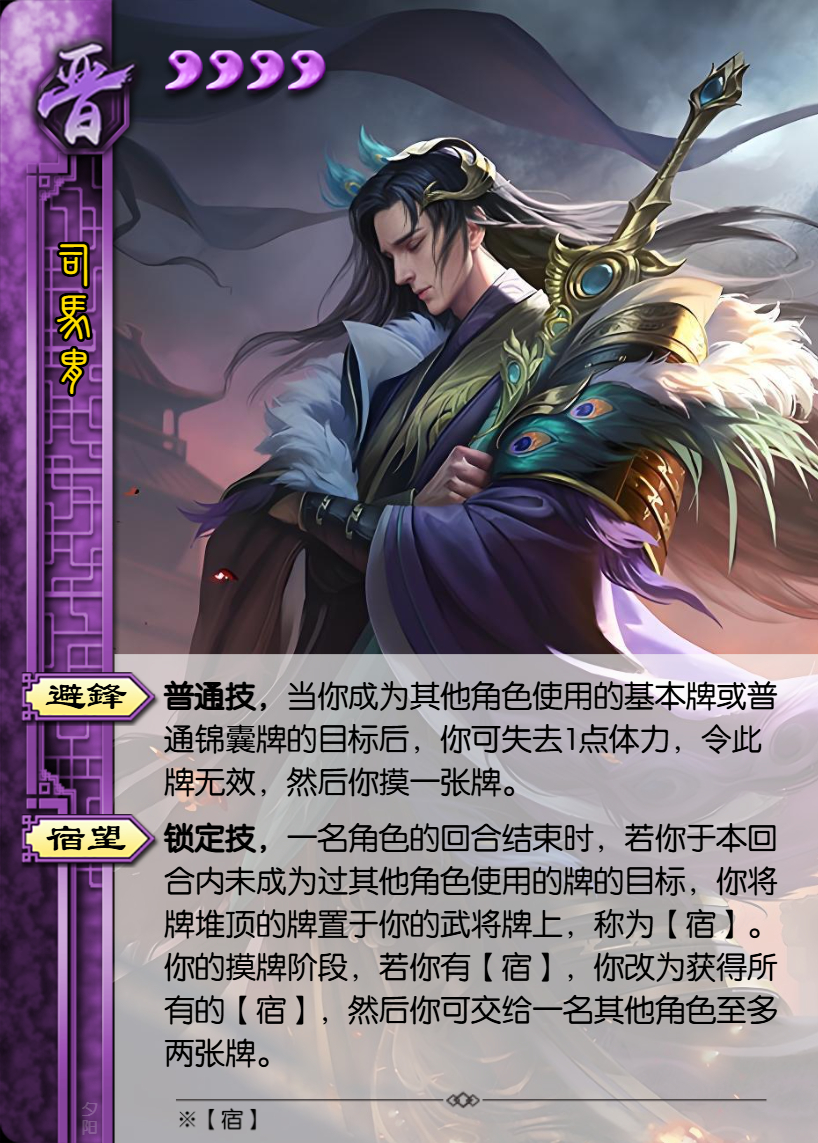 晋
司馬胄
避鋒
普通技，当你成为其他角色使用的基本牌或普
通锦囊牌的目标后，你可失去1点体力，令此
牌无效，然后你摸一张牌。
宿望
锁定技，一名角色的回合结束时，若你于本回
合内未成为过其他角色使用的牌的目标，你将
牌堆顶的牌置于你的武将牌上，称为【宿】。
你的摸牌阶段，若你有【宿】，你改为获得所
有的【宿】，然后你可交给一名其他角色至多
两张牌。
※【宿】
夕阳